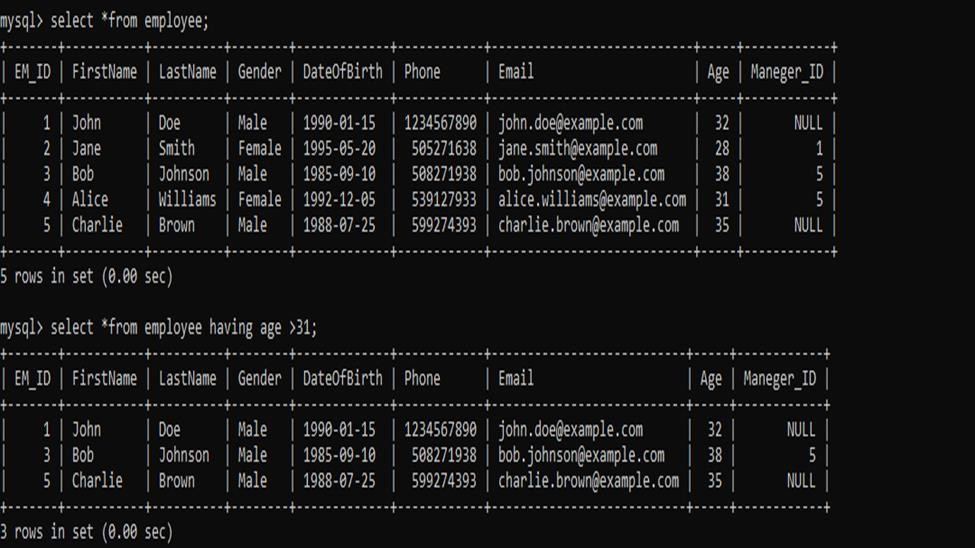 mysql> select *from employee;
+-------+-----------+----------+--------+-------------+------------+----------------------------+------+------------+
| EM_ID | FirstName | LastName | Gender | DateOfBirth | Phone      | Email                      | Age | Maneger_ID |
+-------+-----------+----------+--------+-------------+------------+----------------------------+------+------------+
|     1 | John      | Doe      | Male   | 1990-01-15  | 1234567890 | john.doe@example.com       |  32 |       NULL |
|     2 | Jane      | Smith    | Female | 1995-05-20  |  505271638 | jane.smith@example.com     |  28 |          1 |
|     3 | Bob       | Johnson  | Male   | 1985-09-10  |  508271938 | bob.johnson@example.com    |  38 |          5 |
|     4 | Alice     | Williams | Female | 1992-12-05  |  539127933 | alice.williams@example.com |  31 |          5 |
|     5 | Charlie   | Brown    | Male   | 1988-07-25  |  599274393 | charlie.brown@example.com  |  35 |       NULL |
+-------+-----------+----------+--------+-------------+------------+----------------------------+------+------------+
5 rows in set (0.00 sec)
mysql> select *from employee having age >31;
+-------+-----------+----------+--------+-------------+------------+---------------------------+------+------------+
| EM_ID | FirstName | LastName | Gender | DateOfBirth | Phone      | Email                     | Age | Maneger_ID |
+-------+-----------+----------+--------+-------------+------------+---------------------------+------+------------+
|     1 | John      | Doe      | Male   | 1990-01-15  | 1234567890 | john.doe@example.com      |  32 |       NULL |
|     3 | Bob       | Johnson  | Male   | 1985-09-10  |  508271938 | bob.johnson@example.com   |  38 |          5 |
|     5 | Charlie   | Brown    | Male   | 1988-07-25  |  599274393 | charlie.brown@example.com |  35 |       NULL |
+-------+-----------+----------+--------+-------------+------------+---------------------------+------+------------+
3 rows in set (0.00 sec)